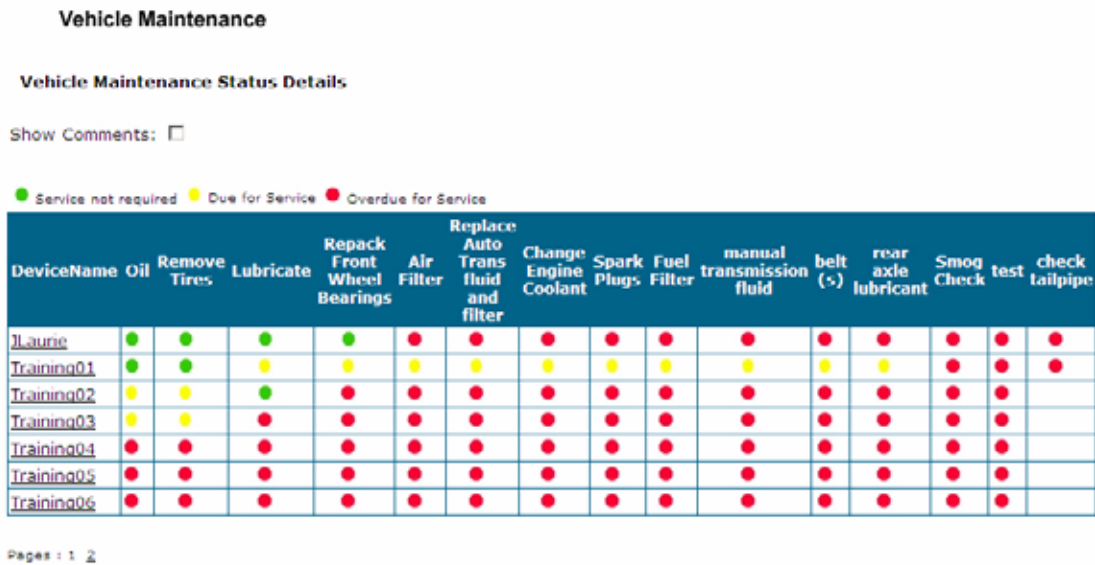 Vehicle Maintenance
Vehicle Maintenance Status Details
Show Comments:
Service not required Due for Service Overdue for Service
DeviceName Oil Remove Tires Lubricate Repack Front Wheel Bearings Air Filter Replace Auto Trans fluid and filter Change Engine Coolant Spark Plugs Fuel Filter manual transmission fluid belt (s) rear axle lubricant Smog Check test check tailpipe
JLaurie
Training01
Training02
Training03
Training04
Training05
Training06
Pages : 1 2